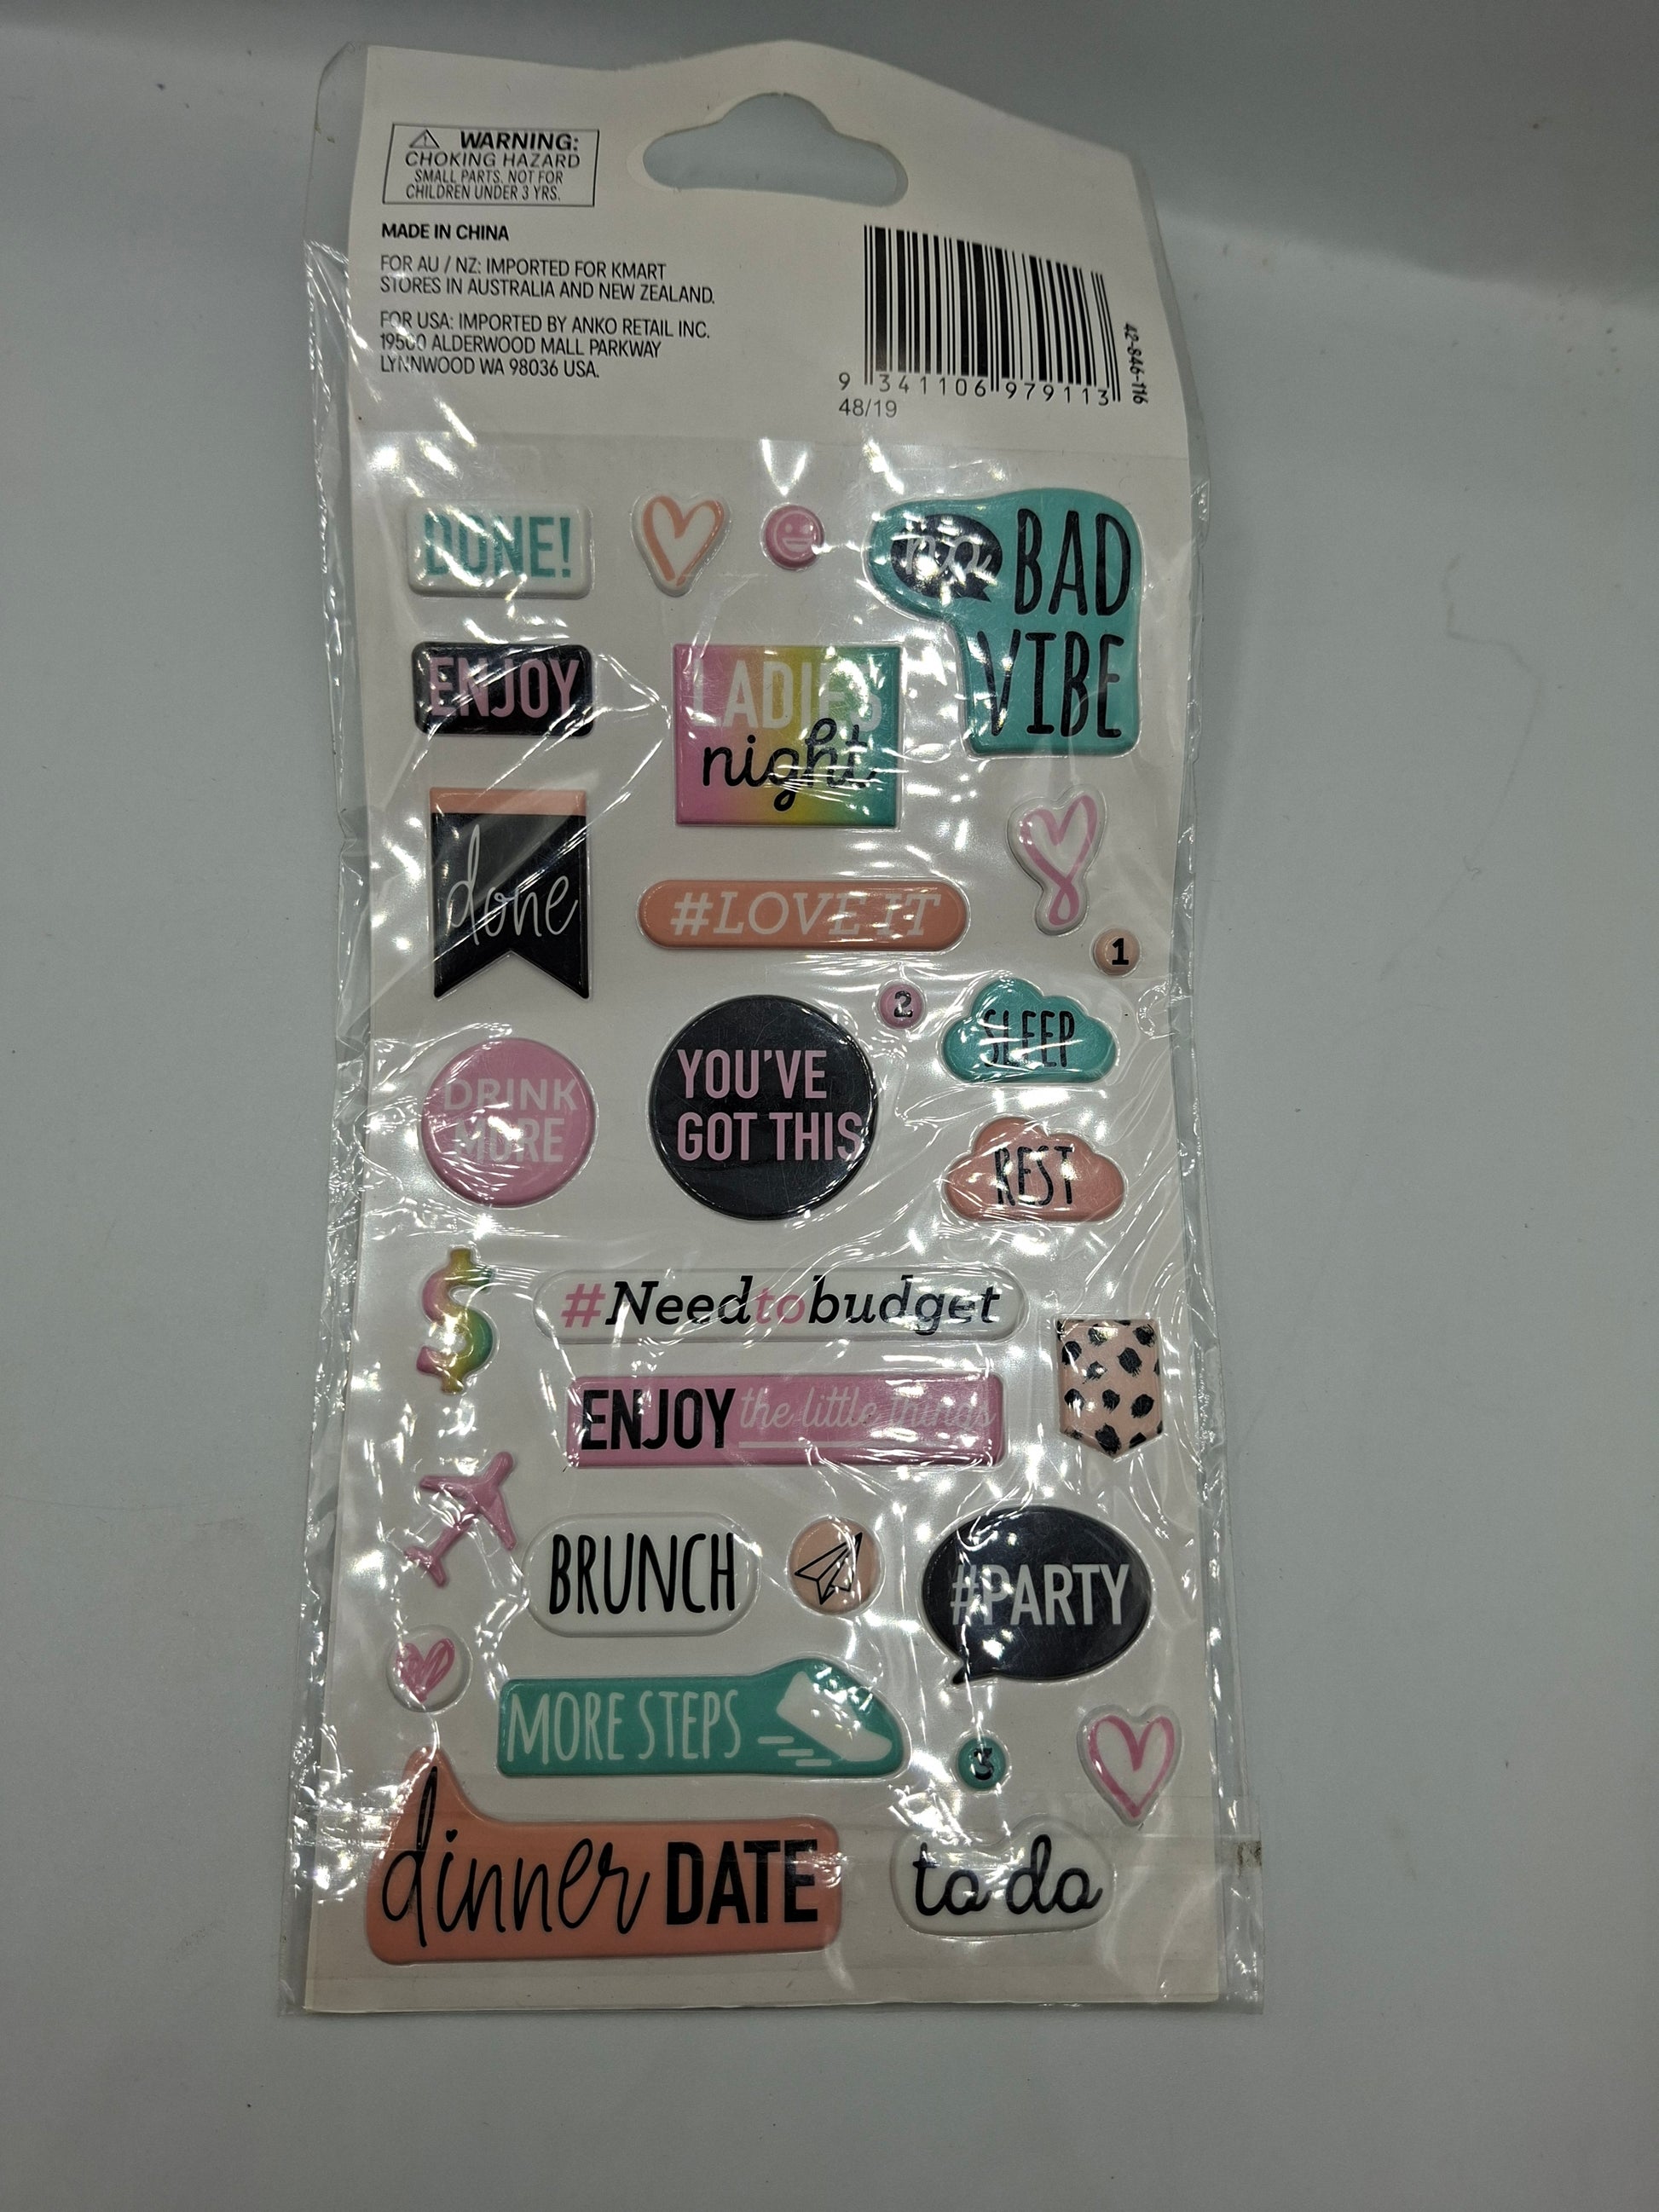 WARNING:
CHOKING HAZARD
SMALL PARTS. NOT FOR
CHILDREN UNDER 3 YRS.
MADE IN CHINA
FOR AU / NZ: IMPORTED FOR KMART
STORES IN AUSTRALIA AND NEW ZEALAND.
FOR USA: IMPORTED BY ANKO RETAIL INC.
19500 ALDERWOOD MALL PARKWAY
LYNNWOOD WA 98036 USA.
9 341106 979113
48/19
42-846-116
DONE!
no BAD
VIBE
ENJOY
LADIES
night
done
#LOVE IT
1
2
SLEEP
DRINK
MORE
YOU'VE
GOT THIS
REST
$
#Needtobudget
ENJOY the little things
BRUNCH
#PARTY
MORE STEPS
3
dinner DATE
to do